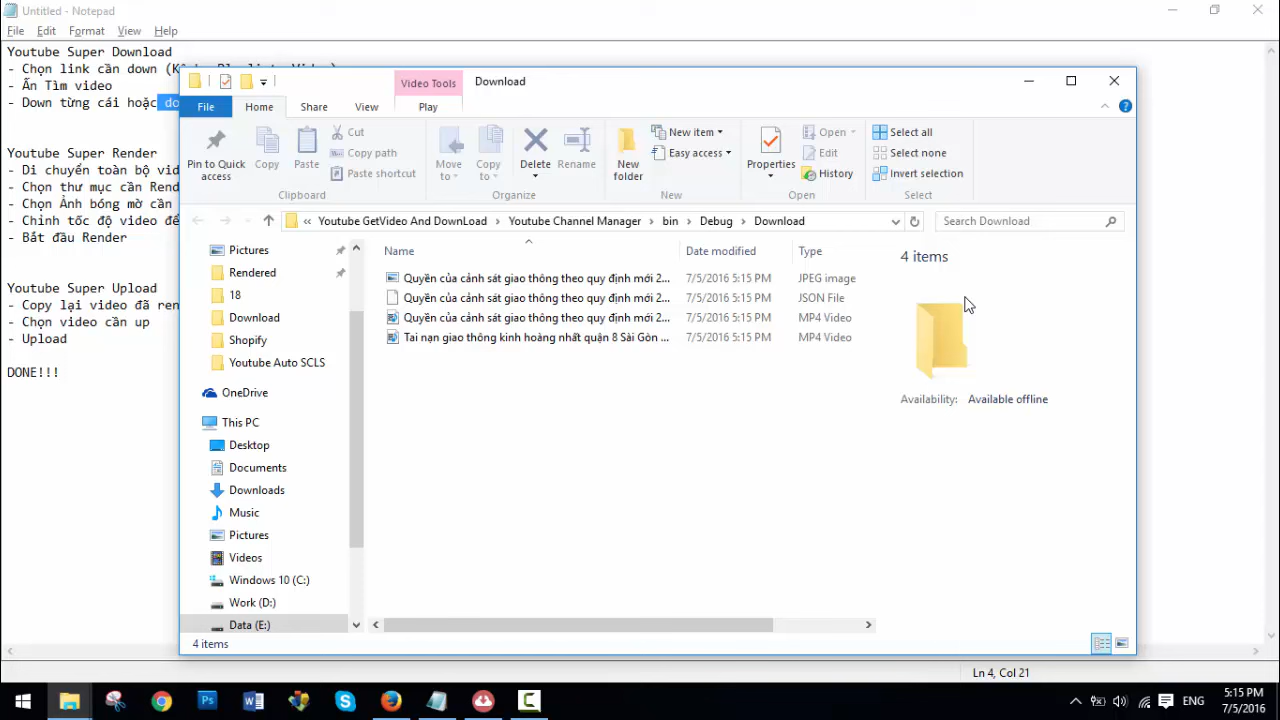 Untitled - Notepad
File Edit Format View Help
Youtube Super Download
- Chọn link cần down
- Ấn Tìm video
- Down từng cái hoặc
Youtube Super Render
- Di chuyển toàn bộ
- Chọn thư mục cần
- Chọn Ảnh bóng mờ cần
- Chỉnh tốc độ video để
- Bắt đầu Render
Youtube Super Upload
- Copy lại video đã
- Chọn video cần up
- Upload
DONE!!!
Video Tools Download
File Home Share View Play
Pin to Quick access
Copy
Paste
Cut
Copy path
Paste shortcut
Clipboard
Move to
Copy to
Delete
Rename
Organize
New folder
New item
Easy access
New
Properties
Open
Edit
History
Open
Select all
Select none
Invert selection
Select
« Youtube GetVideo And DownLoad > Youtube Channel Manager > bin > Debug > Download
Search Download
Pictures
Rendered
18
Download
Shopify
Youtube Auto SCLS
OneDrive
This PC
Desktop
Documents
Downloads
Music
Pictures
Videos
Windows 10 (C:)
Work (D:)
Data (E:)
Name Date modified Type
Quyền của cảnh sát giao thông theo quy định mới 2... 7/5/2016 5:15 PM JPEG image
Quyền của cảnh sát giao thông theo quy định mới 2... 7/5/2016 5:15 PM JSON File
Quyền của cảnh sát giao thông theo quy định mới 2... 7/5/2016 5:15 PM MP4 Video
Tai nạn giao thông kinh hoàng nhất quận 8 Sài Gòn ... 7/5/2016 5:15 PM MP4 Video
4 items
Availability: Available offline
4 items
Ln 4, Col 21
ENG
5:15 PM
7/5/2016